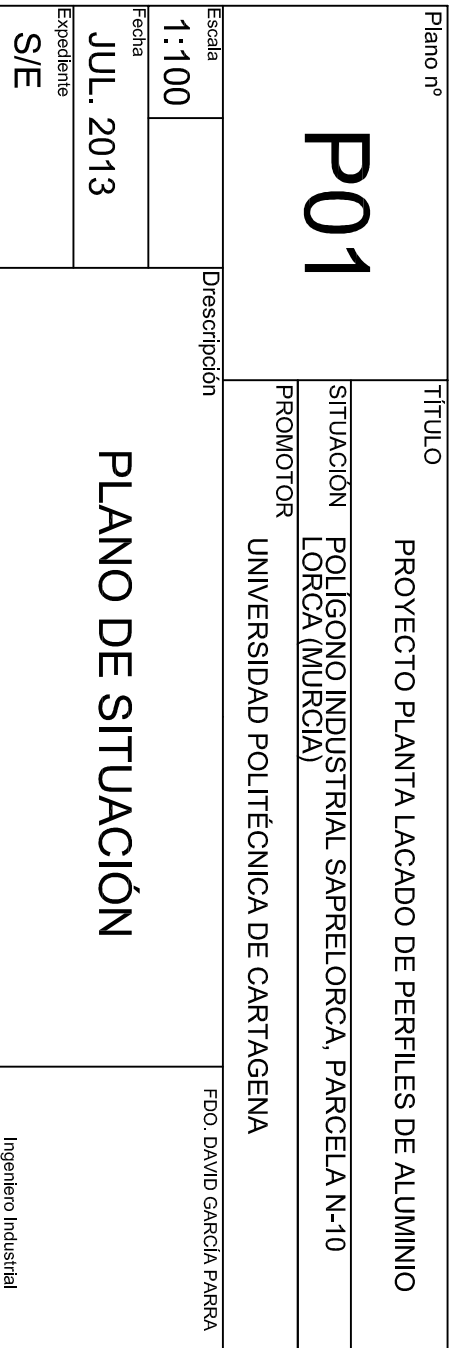 Plano nº
P01
TÍTULO
PROYECTO PLANTA LACADO DE PERFILES DE ALUMINIO
SITUACIÓN
POLÍGONO INDUSTRIAL SAPRELORCA, PARCELA N-10
LORCA (MURCIA)
PROMOTOR
UNIVERSIDAD POLITÉCNICA DE CARTAGENA
Escala
1:100
Fecha
JUL. 2013
Expediente
S/E
Drescripción
PLANO DE SITUACIÓN
FDO. DAVID GARCÍA PARRA
Ingeniero Industrial